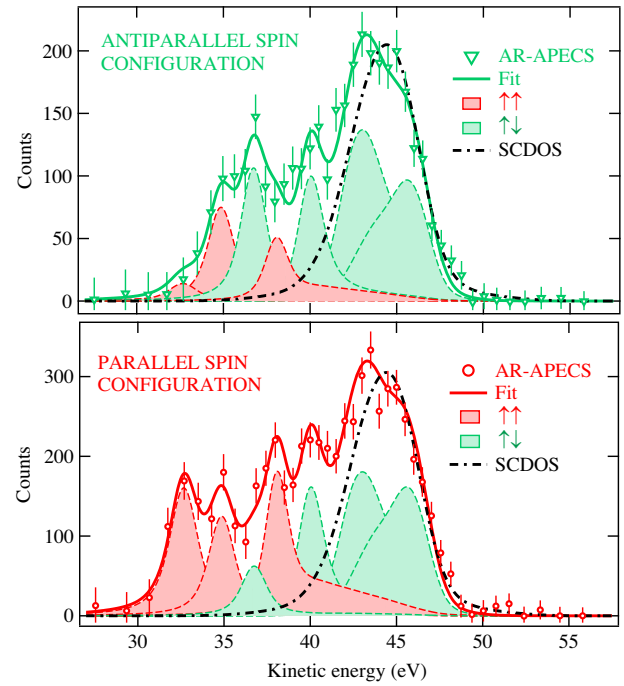 ANTIPARALLEL SPIN
CONFIGURATION
AR-APECS
Fit
↑↑
↑↓
SCDOS
200
150
100
50
0
Counts
PARALLEL SPIN
CONFIGURATION
AR-APECS
Fit
↑↑
↑↓
SCDOS
300
200
100
0
Counts
30 35 40 45 50 55
Kinetic energy (eV)